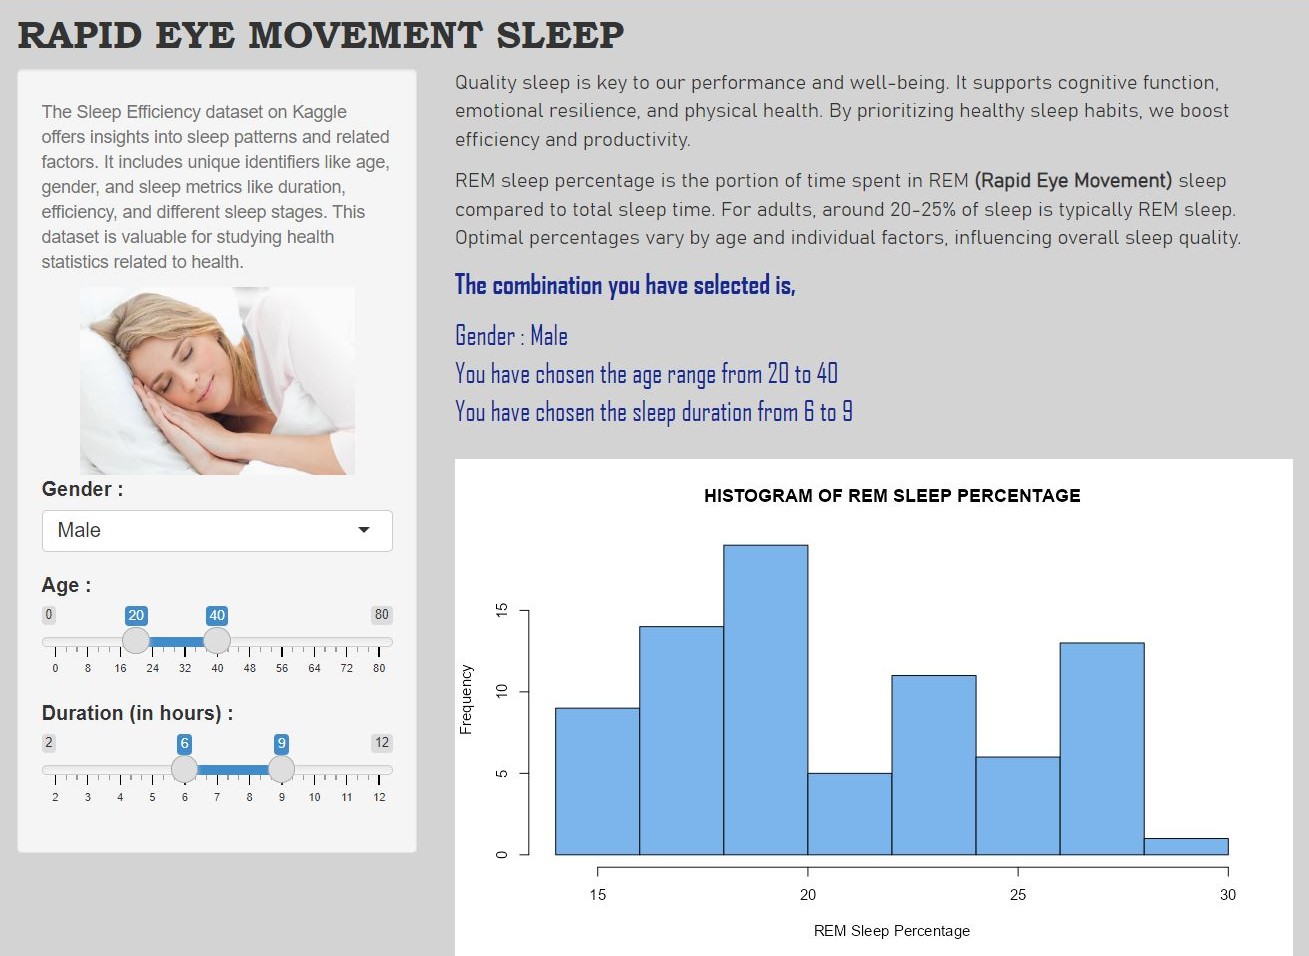 RAPID EYE MOVEMENT SLEEP
The Sleep Efficiency dataset on Kaggle
offers insights into sleep patterns and related
factors. It includes unique identifiers like age,
gender, and sleep metrics like duration,
efficiency, and different sleep stages. This
dataset is valuable for studying health
statistics related to health.
Gender :
Male
Age :
0 20 40 80
0 8 16 24 32 40 48 56 64 72 80
Duration (in hours) :
2 6 9 12
2 3 4 5 6 7 8 9 10 11 12
Quality sleep is key to our performance and well-being. It supports cognitive function,
emotional resilience, and physical health. By prioritizing healthy sleep habits, we boost
efficiency and productivity.
REM sleep percentage is the portion of time spent in REM (Rapid Eye Movement) sleep
compared to total sleep time. For adults, around 20-25% of sleep is typically REM sleep.
Optimal percentages vary by age and individual factors, influencing overall sleep quality.
The combination you have selected is,
Gender : Male
You have chosen the age range from 20 to 40
You have chosen the sleep duration from 6 to 9
HISTOGRAM OF REM SLEEP PERCENTAGE
Frequency
15
10
5
0
15 20 25 30
REM Sleep Percentage